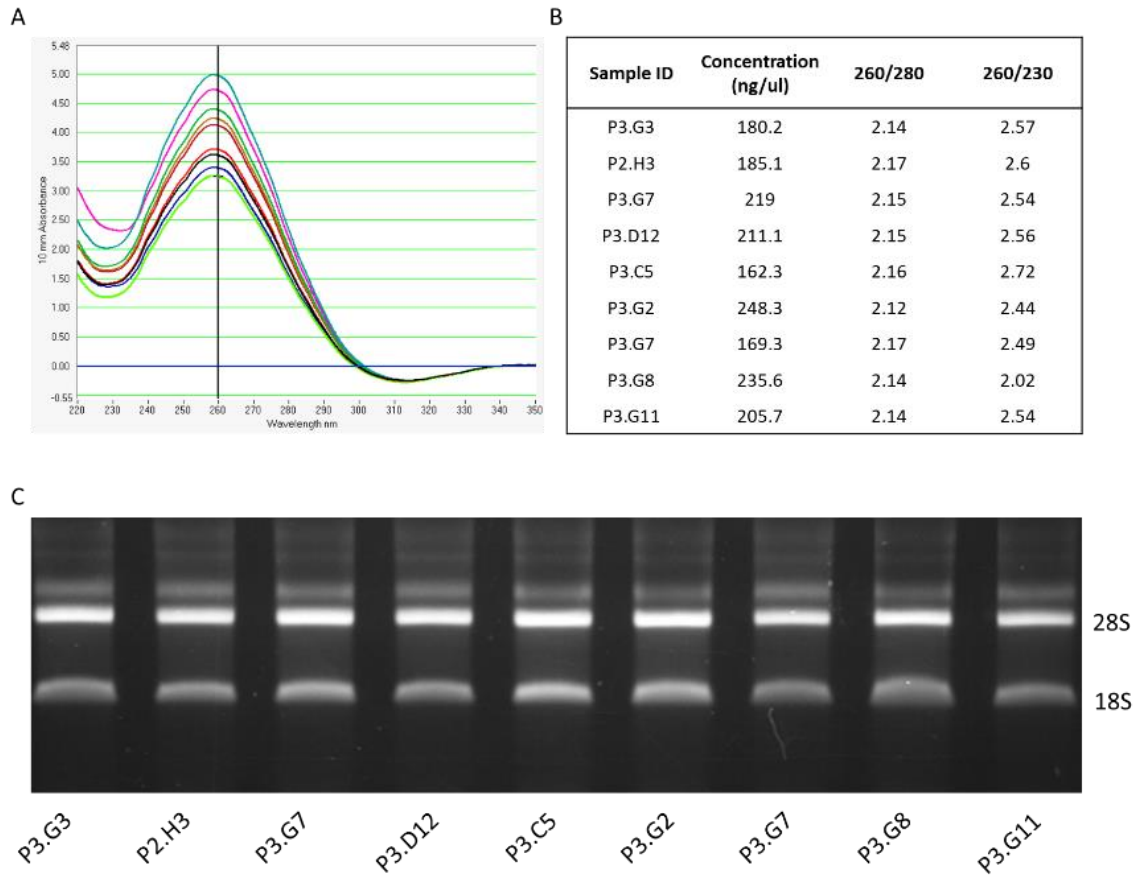 A
5.48
5.00
4.50
4.00
3.50
3.00
2.50
2.00
1.50
1.00
0.50
0.00
-0.55
10 mm Absorbance
220 230 240 250 260 270 280 290 300 310 320 330 340 350
Wavelength nm
B
Sample ID Concentration (ng/ul) 260/280 260/230
P3.G3 180.2 2.14 2.57
P2.H3 185.1 2.17 2.6
P3.G7 219 2.15 2.54
P3.D12 211.1 2.15 2.56
P3.C5 162.3 2.16 2.72
P3.G2 248.3 2.12 2.44
P3.G7 169.3 2.17 2.49
P3.G8 235.6 2.14 2.02
P3.G11 205.7 2.14 2.54
C
28S
18S
P3.G3 P2.H3 P3.G7 P3.D12 P3.C5 P3.G2 P3.G7 P3.G8 P3.G11